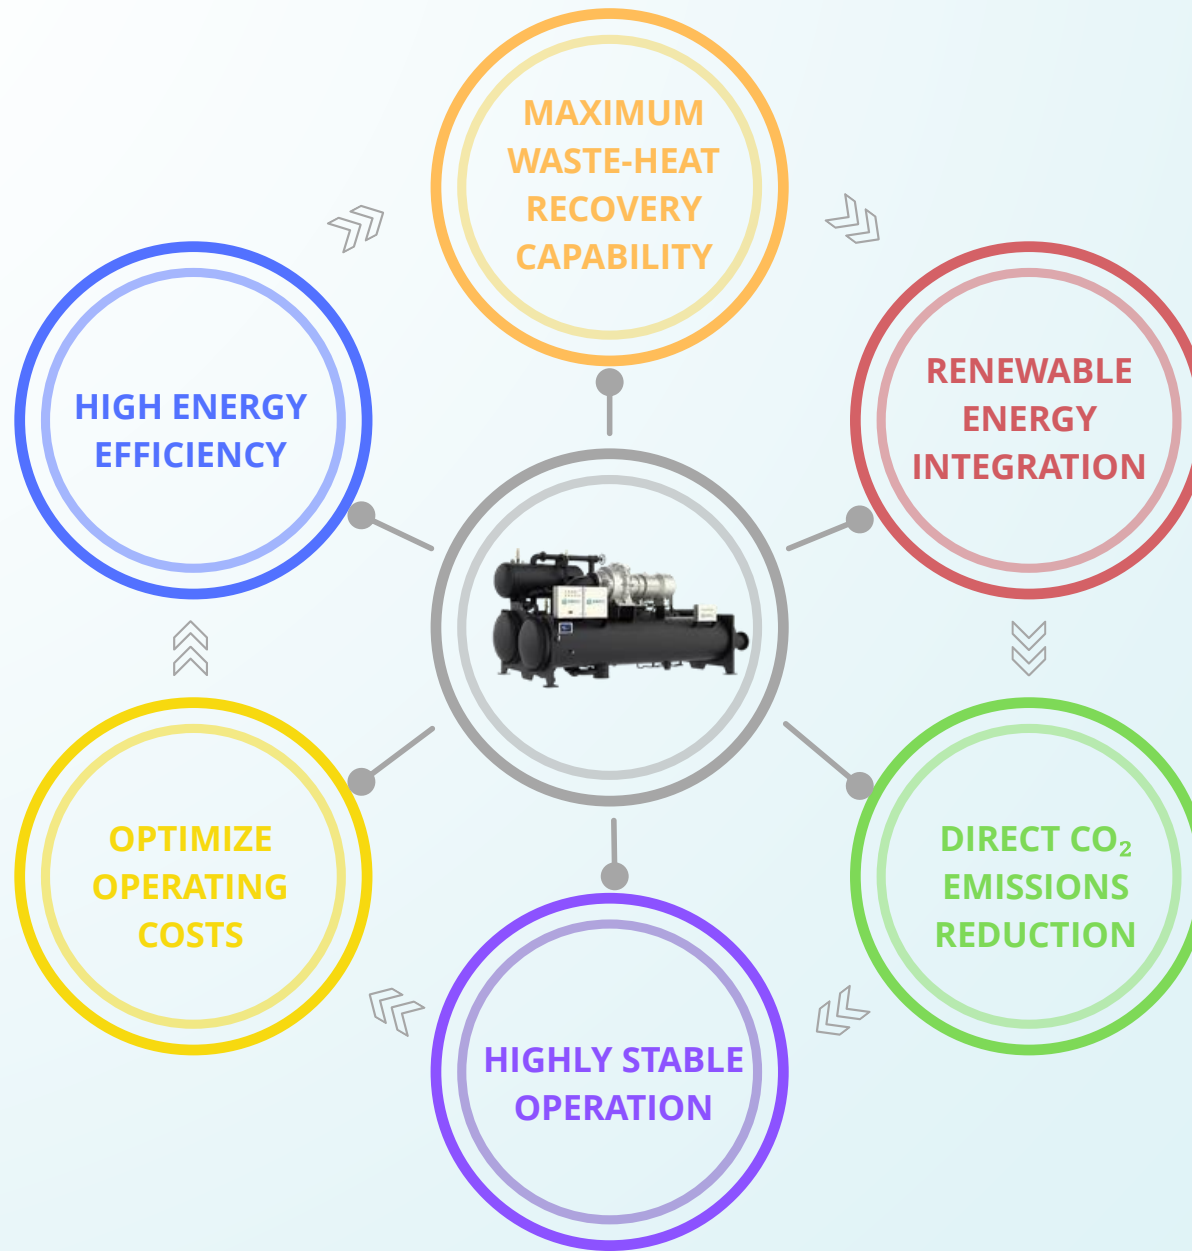 MAXIMUM
WASTE-HEAT
RECOVERY
CAPABILITY
RENEWABLE
ENERGY
INTEGRATION
DIRECT CO₂
EMISSIONS
REDUCTION
HIGHLY STABLE
OPERATION
OPTIMIZE
OPERATING
COSTS
HIGH ENERGY
EFFICIENCY